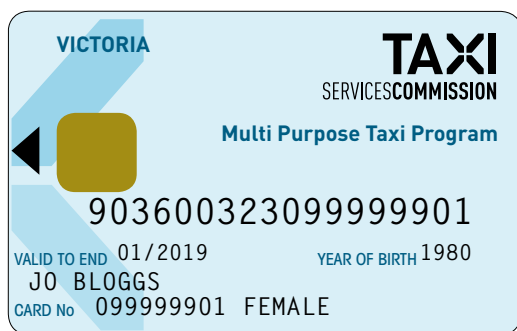 VICTORIA
TAXI
SERVICESCOMMISSION
Multi Purpose Taxi Program
903600323099999901
VALID TO END 01/2019 YEAR OF BIRTH 1980
JO BLOGGS
CARD No 099999901 FEMALE